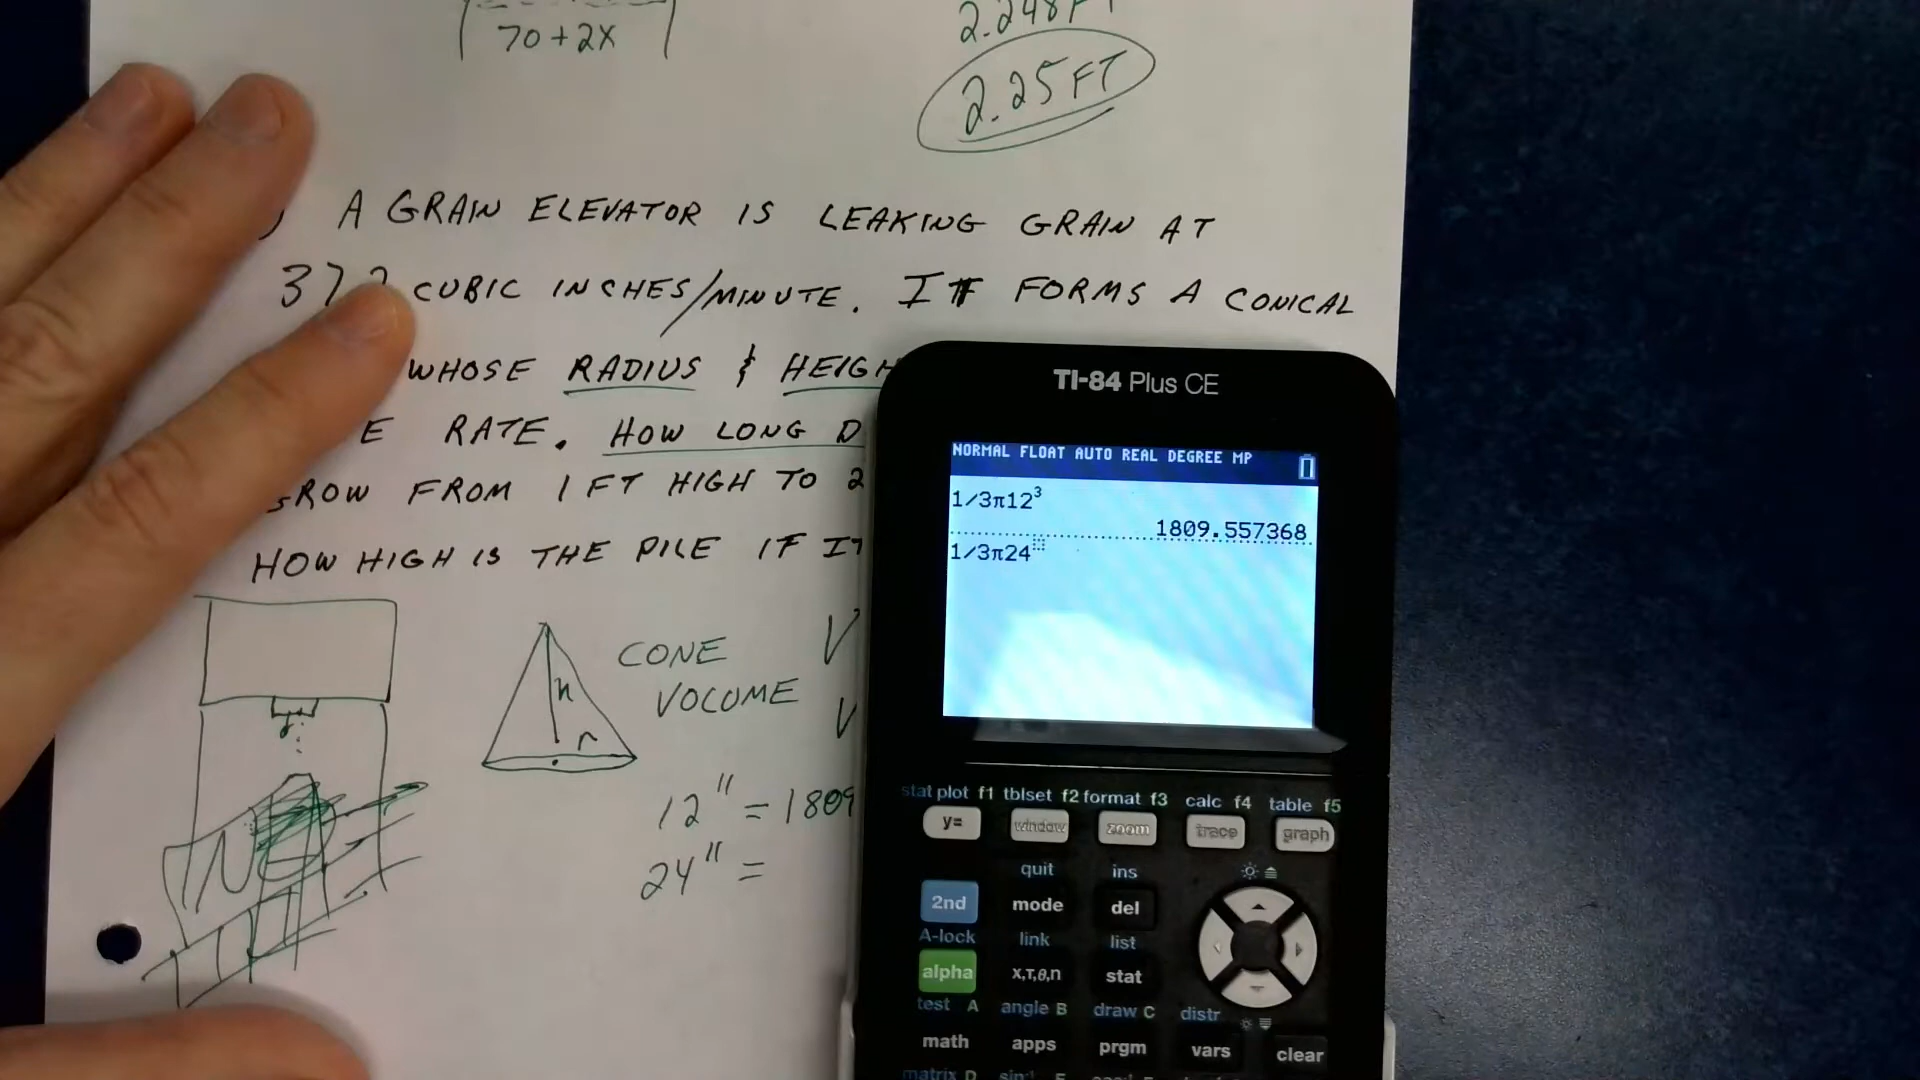 70+2X
2.25 FT
A GRAIN ELEVATOR IS LEAKING GRAIN AT
CUBIC INCHES/MINUTE. IT FORMS A CONICAL
WHOSE RADIUS & HEIGH
E RATE. HOW LONG D
ROW FROM 1 FT HIGH TO 2
HOW HIGH IS THE PILE IF IT
h
r
CONE
VOLUME
V
V
12" = 1809
24" =
TI-84 Plus CE
NORMAL FLOAT AUTO REAL DEGREE MP
1/3π12³
1809.557368
1/3π24
stat plot f1 tblset f2 format f3 calc f4 table f5
y= window zoom trace graph
quit ins
2nd mode del
A-lock link list
alpha X,T,θ,n stat
test A angle B draw C distr
math apps prgm vars clear
matrix D